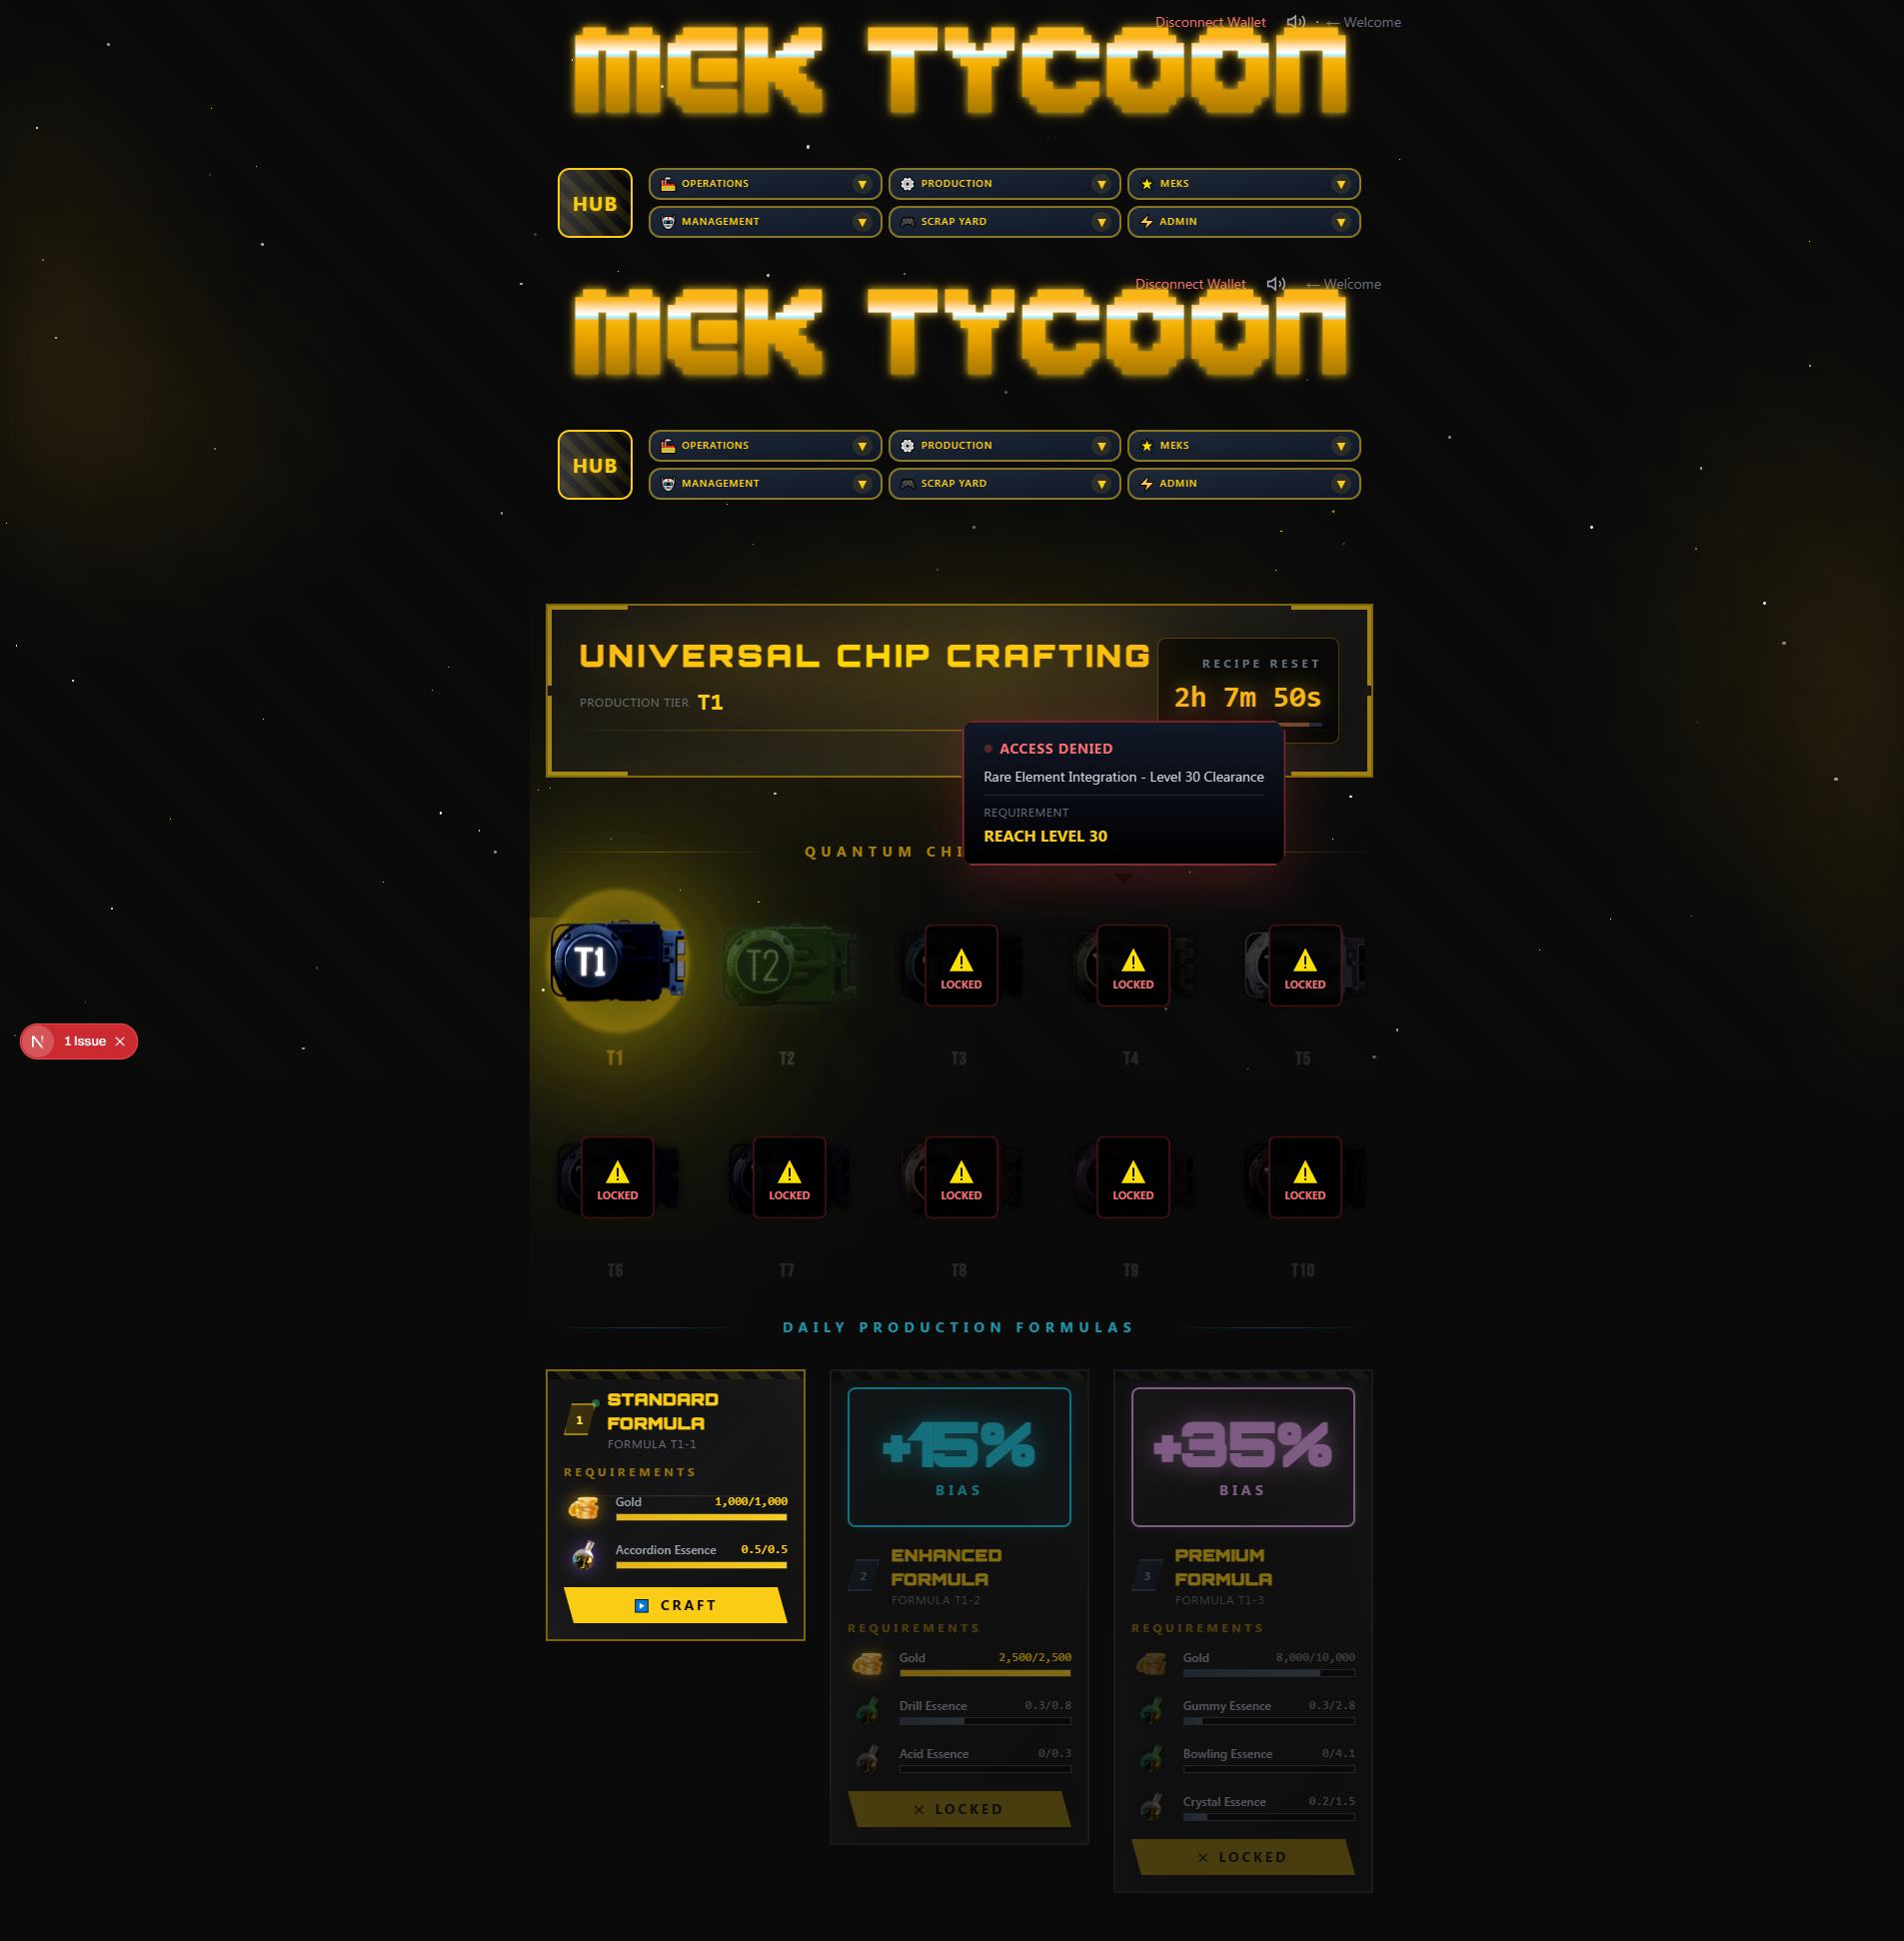 Disconnect Wallet · ← Welcome
MEK TYCOON
HUB
OPERATIONS ▼
PRODUCTION ▼
MEKS ▼
MANAGEMENT ▼
SCRAP YARD ▼
ADMIN ▼
Disconnect Wallet ← Welcome
MEK TYCOON
HUB
OPERATIONS ▼
PRODUCTION ▼
MEKS ▼
MANAGEMENT ▼
SCRAP YARD ▼
ADMIN ▼
UNIVERSAL CHIP CRAFTING
PRODUCTION TIER T1
RECIPE RESET
2h 7m 50s
ACCESS DENIED
Rare Element Integration - Level 30 Clearance
REQUIREMENT
REACH LEVEL 30
QUANTUM CHI
T1
T2
LOCKED
LOCKED
LOCKED
T1
T2
T3
T4
T5
1 Issue ×
LOCKED
LOCKED
LOCKED
LOCKED
LOCKED
T6
T7
T8
T9
T10
DAILY PRODUCTION FORMULAS
1
STANDARD
FORMULA
FORMULA T1-1
REQUIREMENTS
Gold 1,000/1,000
Accordion Essence 0.5/0.5
CRAFT
+15%
BIAS
2
ENHANCED
FORMULA
FORMULA T1-2
REQUIREMENTS
Gold 2,500/2,500
Drill Essence 0.3/0.8
Acid Essence 0/0.3
× LOCKED
+35%
BIAS
3
PREMIUM
FORMULA
FORMULA T1-3
REQUIREMENTS
Gold 8,000/10,000
Gummy Essence 0.3/2.8
Bowling Essence 0/4.1
Crystal Essence 0.2/1.5
× LOCKED